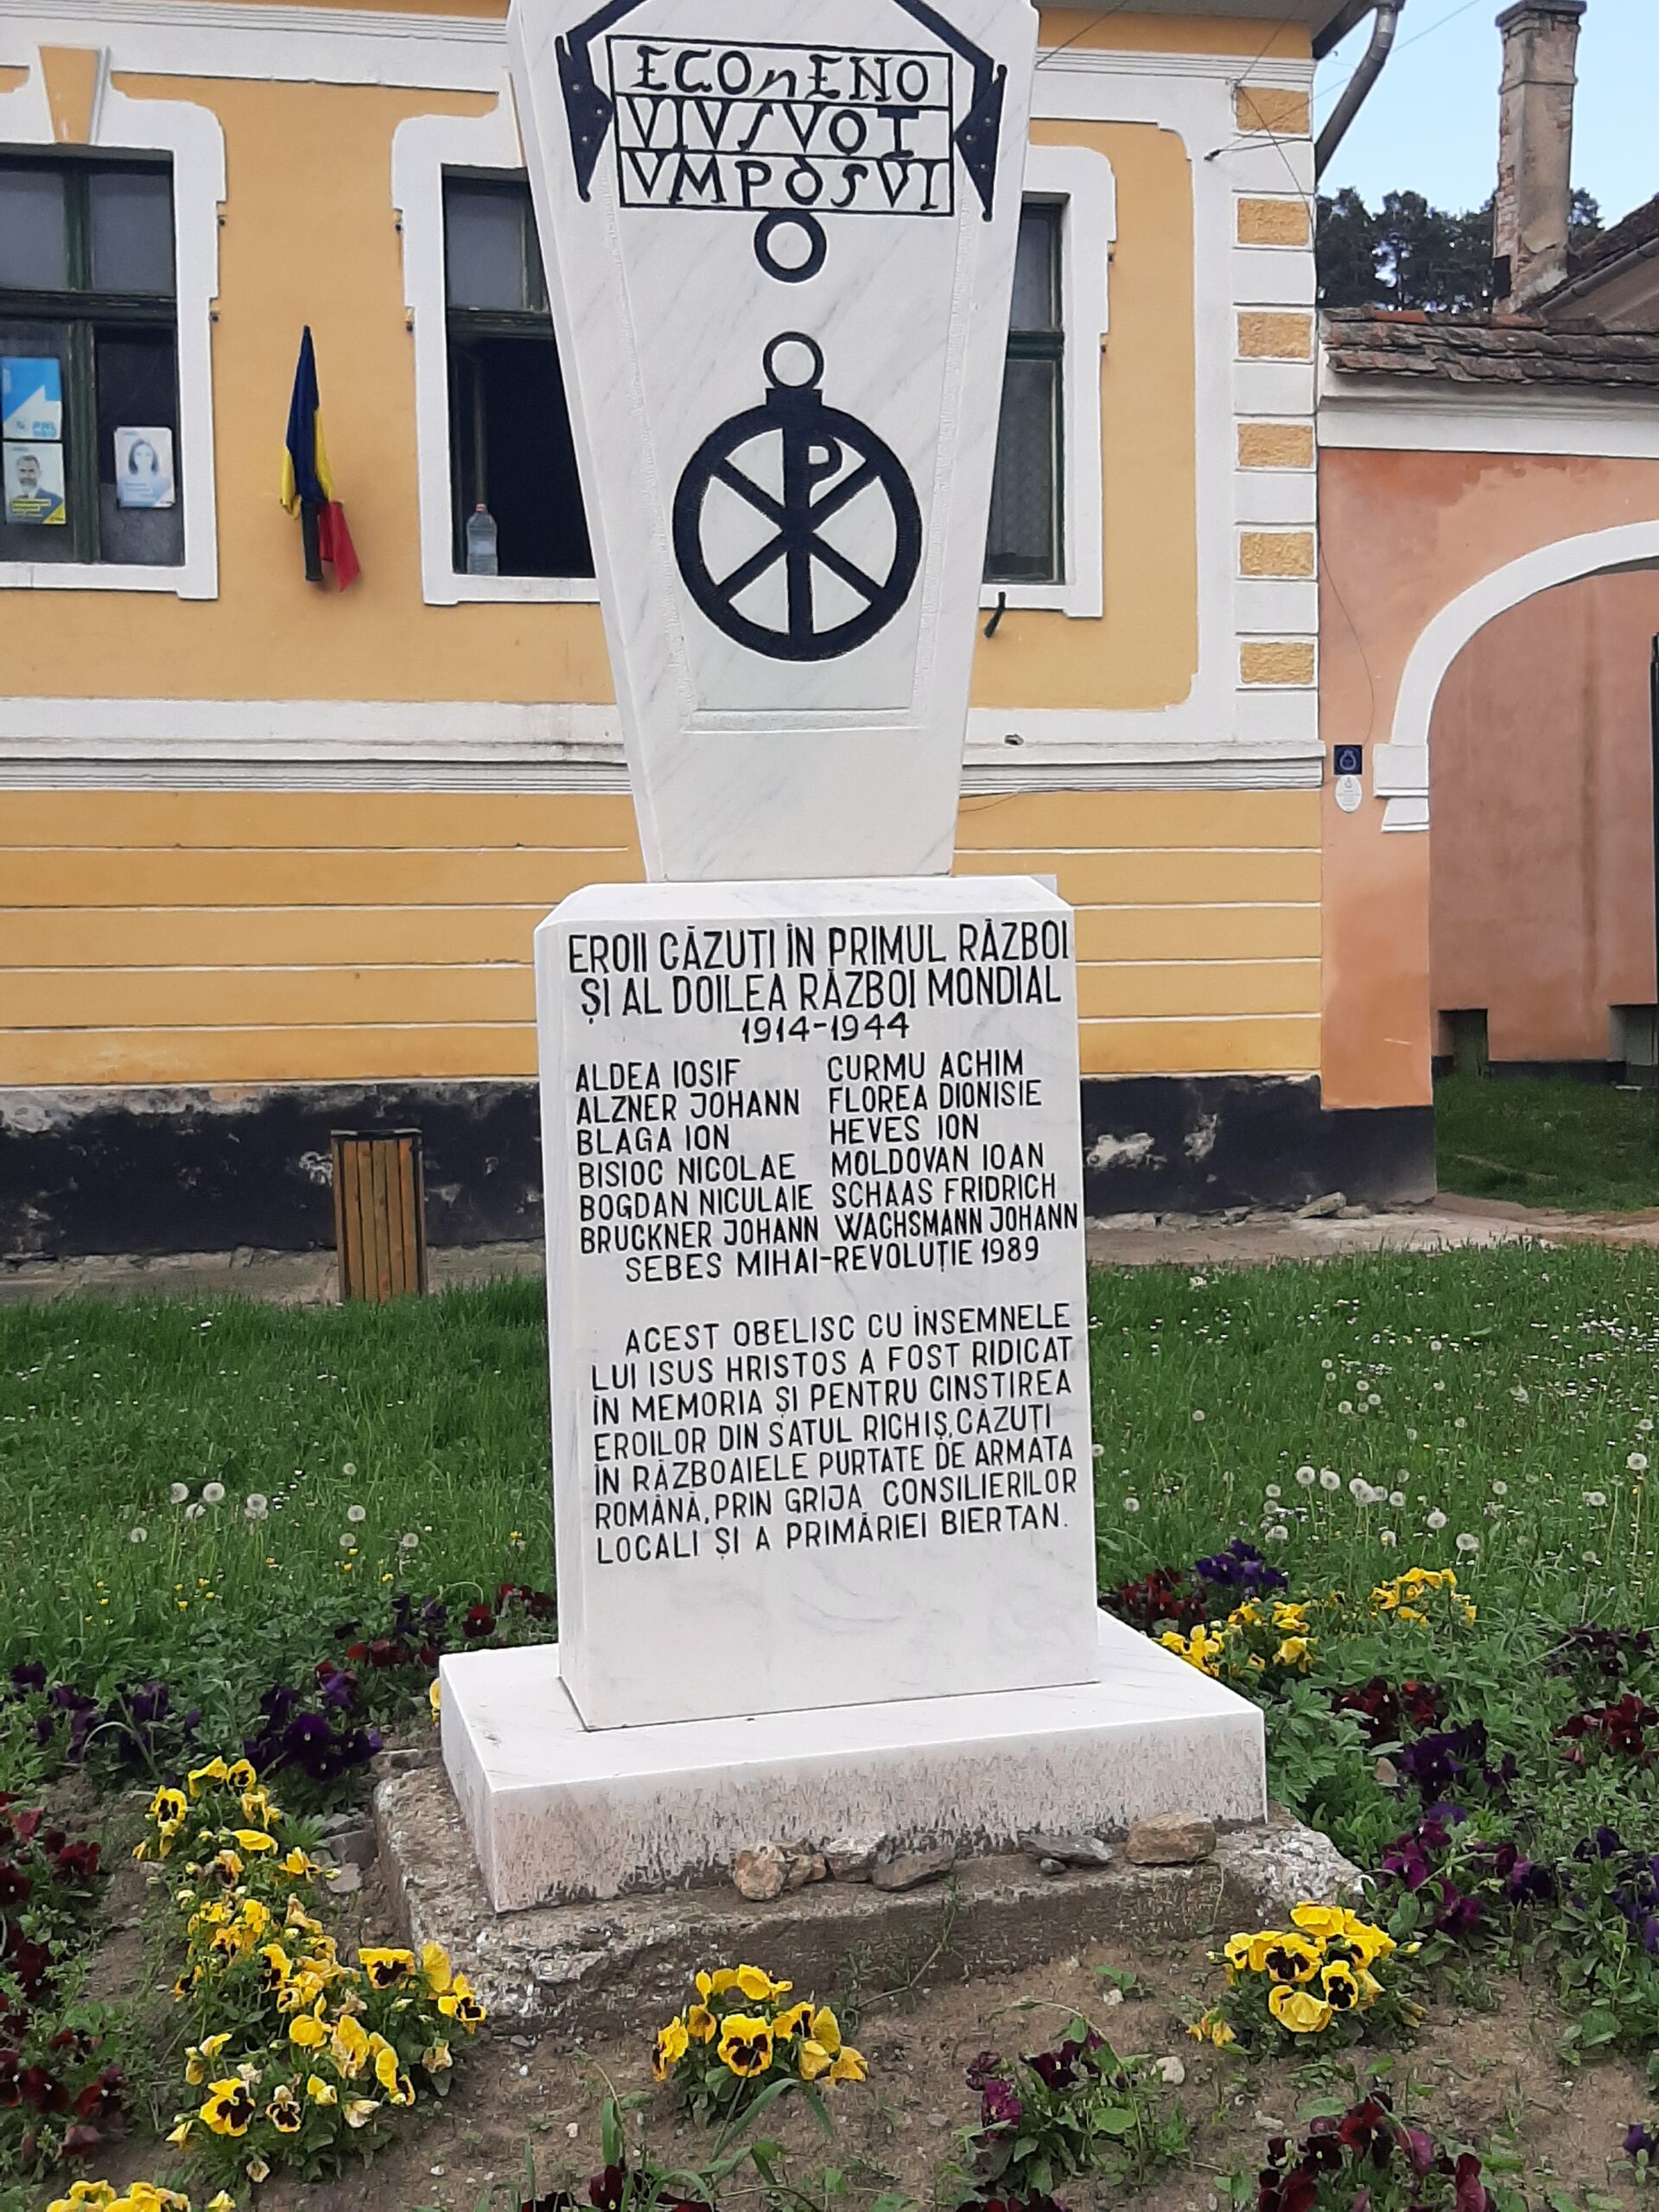 EGO nENO
VIVSVOT
VMPOSVI
EROII CĂZUȚI ÎN PRIMUL RĂZBOI
ȘI AL DOILEA RĂZBOI MONDIAL
1914-1944
ALDEA IOSIF
ALZNER JOHANN
BLAGA ION
BISIOC NICOLAE
BOGDAN NICULAIE
BRUCKNER JOHANN
CURMU ACHIM
FLOREA DIONISIE
HEVES ION
MOLDOVAN IOAN
SCHAAS FRIDRICH
WACHSMANN JOHANN
SEBES MIHAI-REVOLUȚIE 1989
ACEST OBELISC CU ÎNSEMNELE
LUI ISUS HRISTOS A FOST RIDICAT
ÎN MEMORIA ȘI PENTRU CINSTIREA
EROILOR DIN SATUL RICHIȘ, CĂZUȚI
ÎN RĂZBOAIELE PURTATE DE ARMATA
ROMÂNĂ, PRIN GRIJA CONSILIERILOR
LOCALI ȘI A PRIMĂRIEI BIERTAN.
PNL